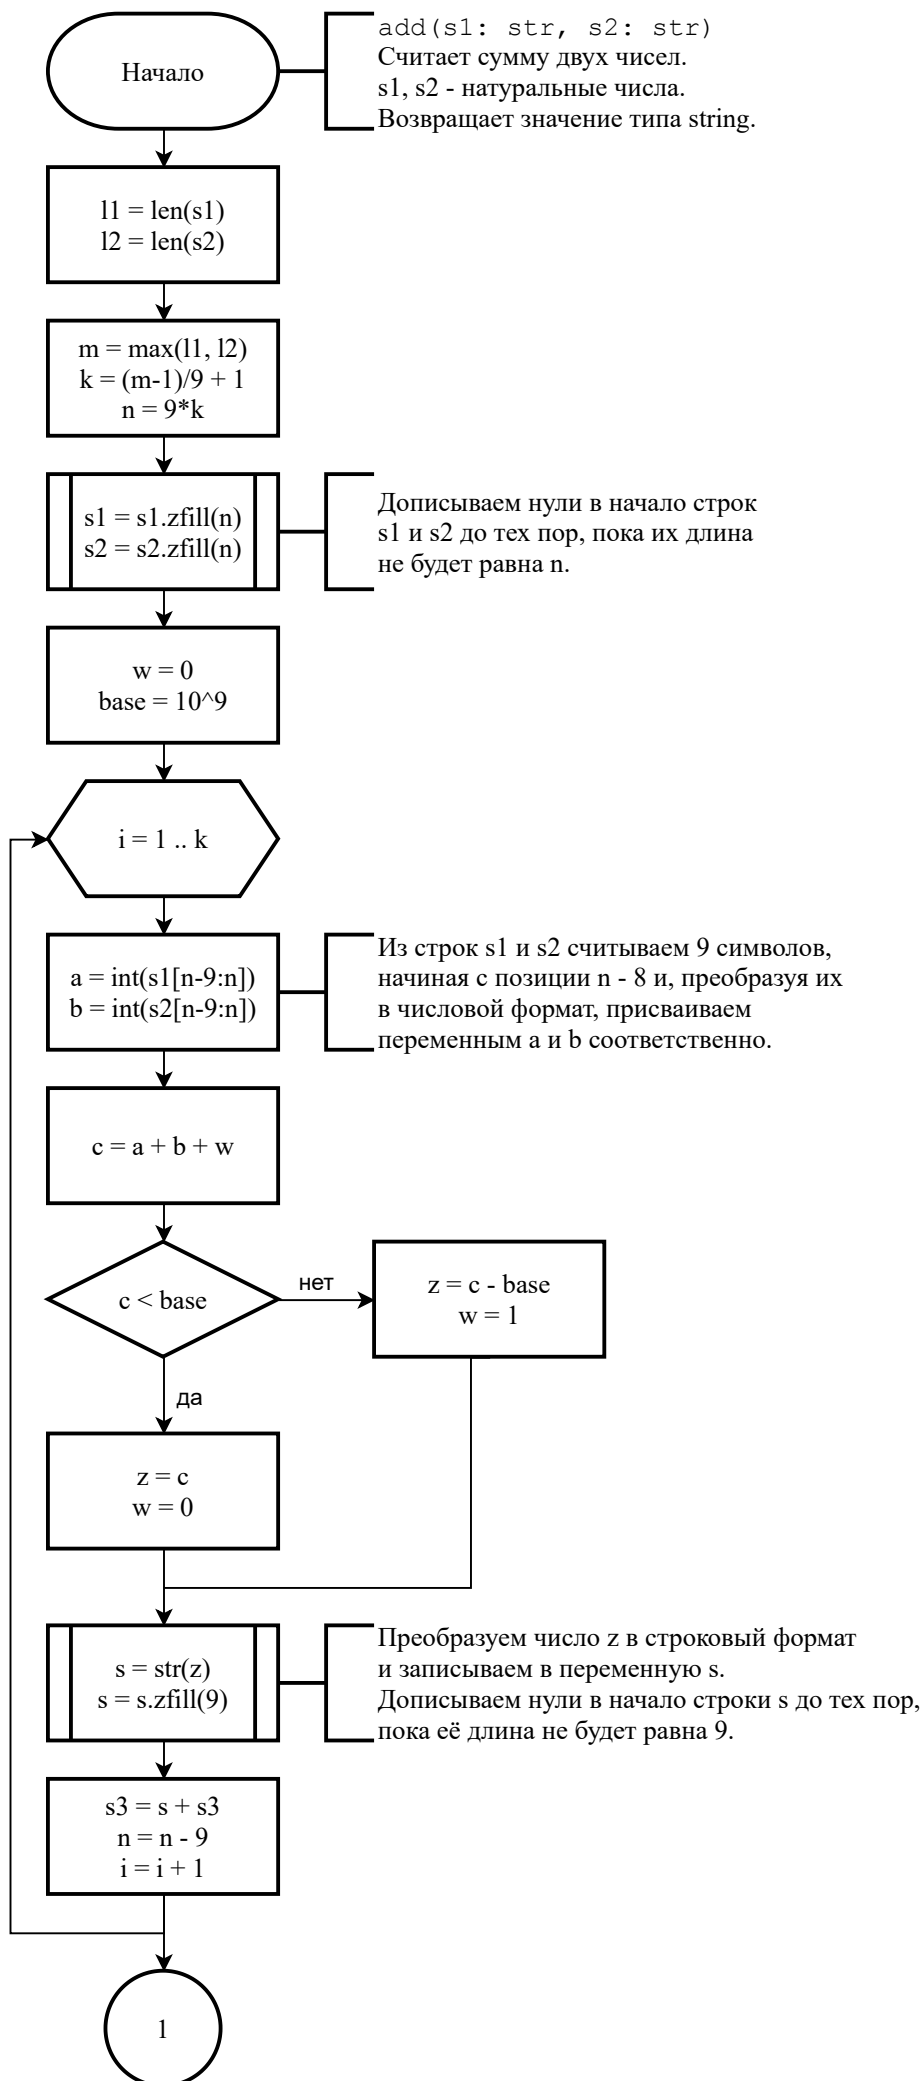 Начало
add(s1: str, s2: str)
Считает сумму двух чисел.
s1, s2 - натуральные числа.
Возвращает значение типа string.
l1 = len(s1)
l2 = len(s2)
m = max(l1, l2)
k = (m-1)/9 + 1
n = 9*k
s1 = s1.zfill(n)
s2 = s2.zfill(n)
Дописываем нули в начало строк
s1 и s2 до тех пор, пока их длина
не будет равна n.
w = 0
base = 10^9
i = 1 .. k
a = int(s1[n-9:n])
b = int(s2[n-9:n])
Из строк s1 и s2 считываем 9 символов,
начиная с позиции n - 8 и, преобразуя их
в числовой формат, присваиваем
переменным a и b соответственно.
c = a + b + w
c < base
нет
z = c - base
w = 1
да
z = c
w = 0
s = str(z)
s = s.zfill(9)
Преобразуем число z в строковый формат
и записываем в переменную s.
Дописываем нули в начало строки s до тех пор,
пока её длина не будет равна 9.
s3 = s + s3
n = n - 9
i = i + 1
1